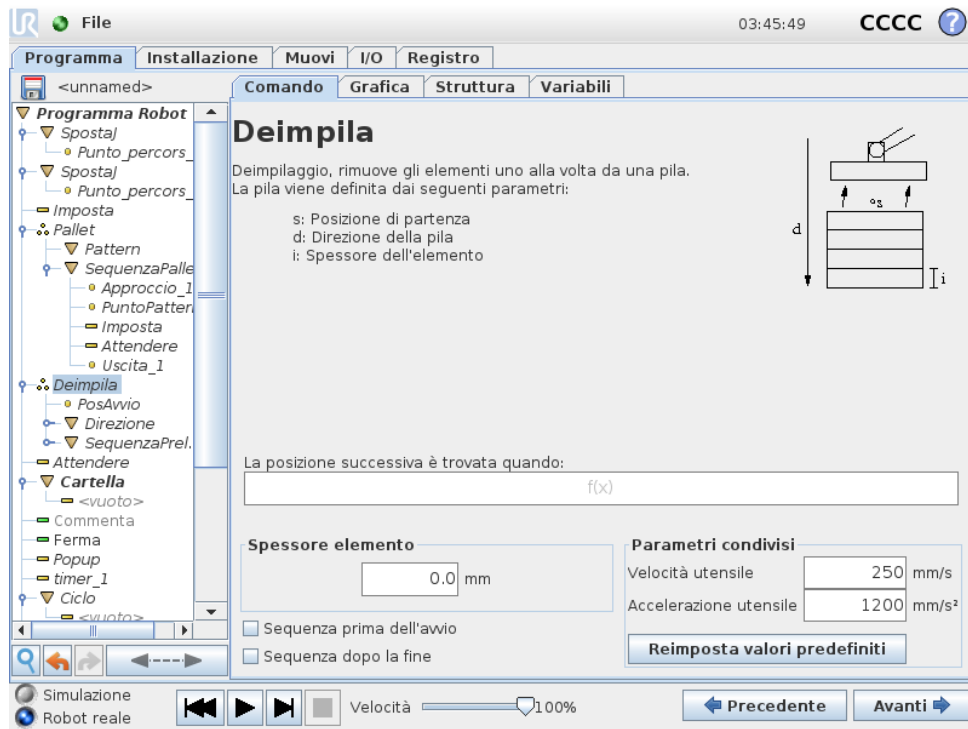 File
03:45:49
CCCC
?
Programma
Installazione
Muovi
I/O
Registro
<unnamed>
Comando
Grafica
Struttura
Variabili
Programma Robot
SpostaJ
Punto_percors_
SpostaJ
Punto_percors_
Imposta
Pallet
Pattern
SequenzaPalle
Approccio_1
PuntoPattern
Imposta
Attendere
Uscita_1
Deimpila
PosAvvio
Direzione
SequenzaPrel.
Attendere
Cartella
<vuoto>
Commenta
Ferma
Popup
timer_1
Ciclo
<vuoto>
Deimpila
Deimpilaggio, rimuove gli elementi uno alla volta da una pila.
La pila viene definita dai seguenti parametri:
s: Posizione di partenza
d: Direzione della pila
i: Spessore dell'elemento
s
d
i
La posizione successiva è trovata quando:
f(x)
Spessore elemento
0.0 mm
Sequenza prima dell'avvio
Sequenza dopo la fine
Parametri condivisi
Velocità utensile 250 mm/s
Accelerazione utensile 1200 mm/s²
Reimposta valori predefiniti
Simulazione
Robot reale
Velocità 100%
Precedente
Avanti